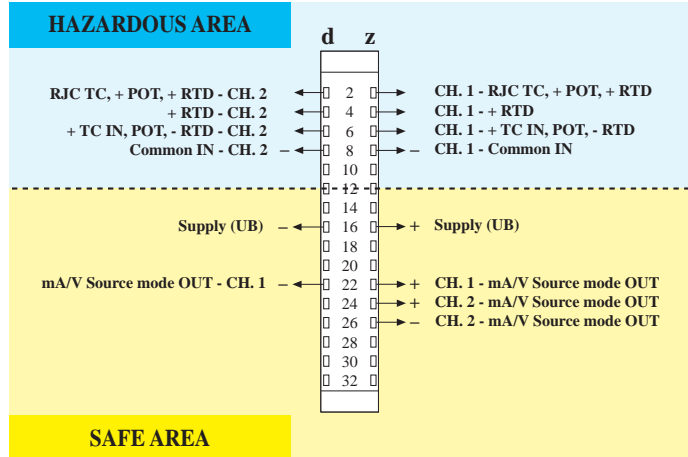 HAZARDOUS AREA
d z
RJC TC, + POT, + RTD - CH. 2 2 CH. 1 - RJC TC, + POT, + RTD
+ RTD - CH. 2 4 CH. 1 - + RTD
+ TC IN, POT, - RTD - CH. 2 6 CH. 1 - + TC IN, POT, - RTD
Common IN - CH. 2 – 8 – CH. 1 - Common IN
10
12
14
Supply (UB) – 16 + Supply (UB)
18
20
mA/V Source mode OUT - CH. 1 – 22 + CH. 1 - mA/V Source mode OUT
24 + CH. 2 - mA/V Source mode OUT
26 – CH. 2 - mA/V Source mode OUT
28
30
32
SAFE AREA